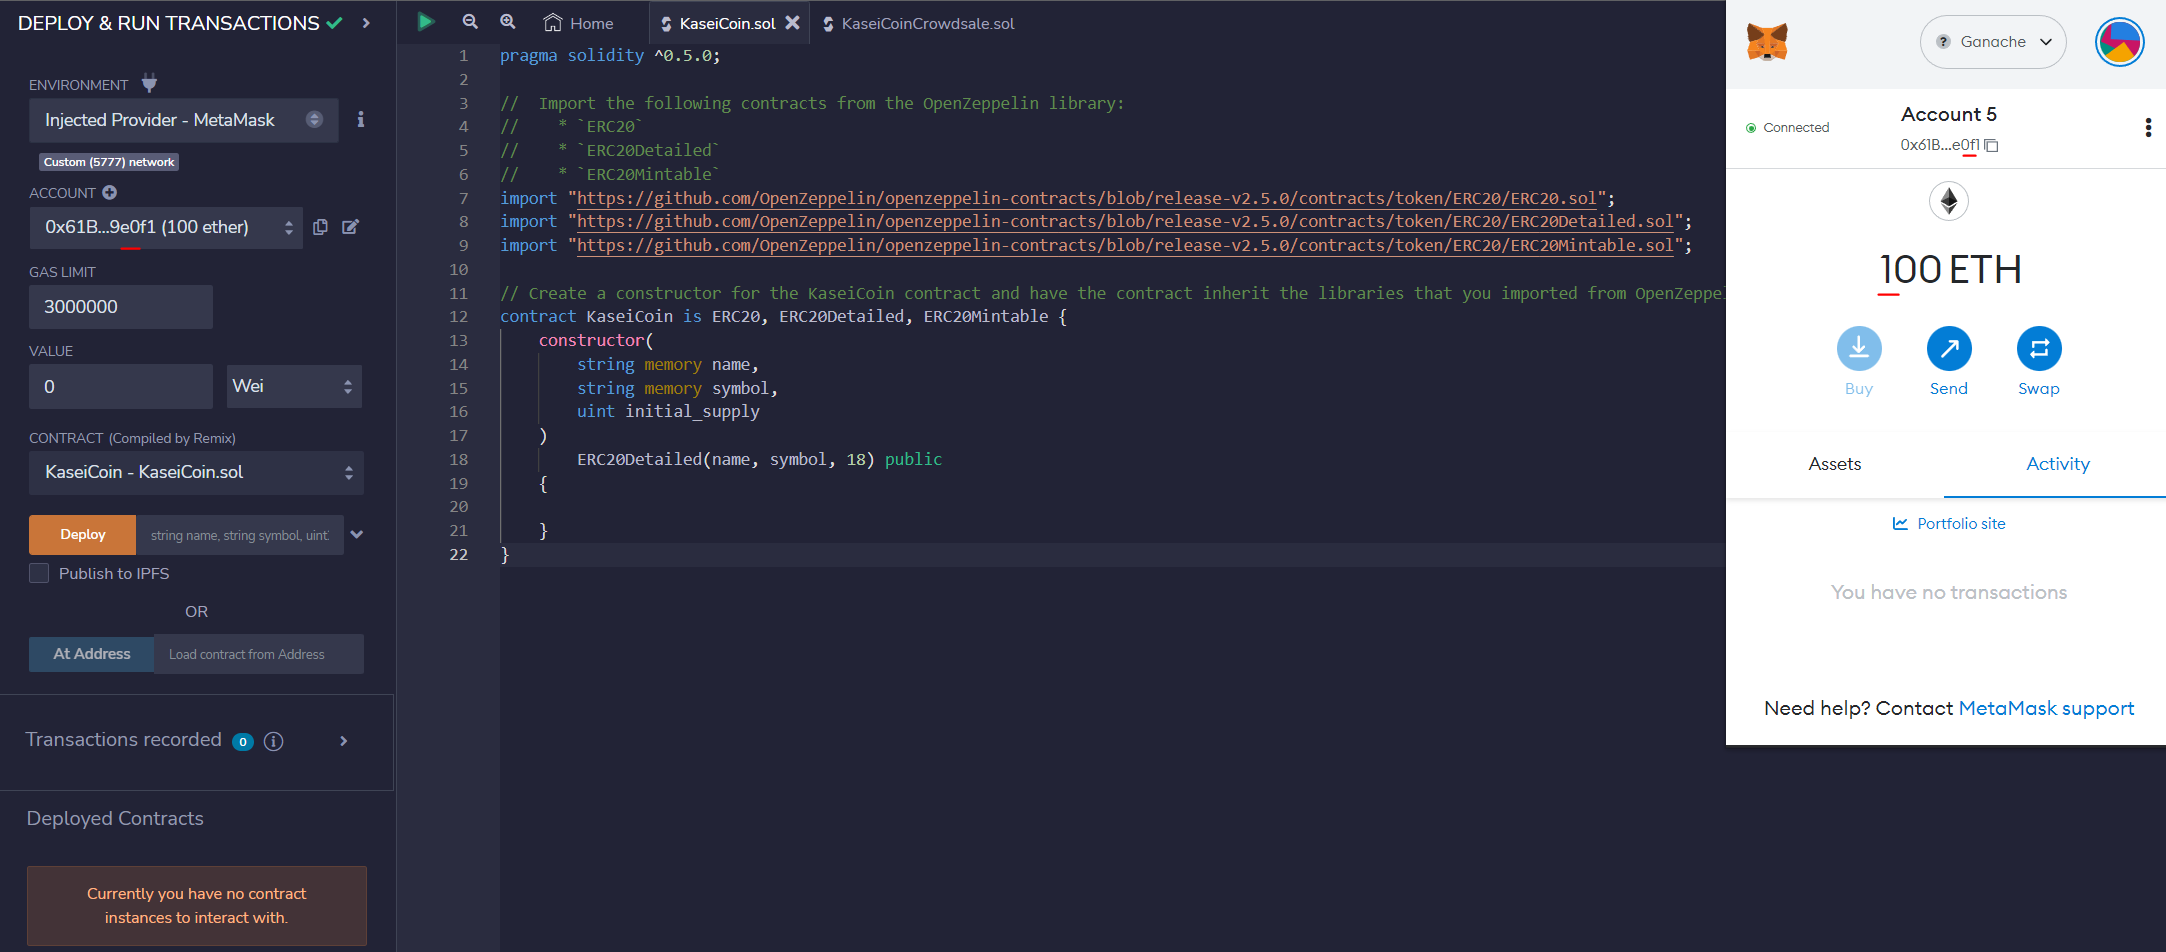 DEPLOY & RUN TRANSACTIONS
ENVIRONMENT
Injected Provider - MetaMask
Custom (5777) network
ACCOUNT
0x61B...9e0f1 (100 ether)
GAS LIMIT
3000000
VALUE
0
Wei
CONTRACT (Compiled by Remix)
KaseiCoin - KaseiCoin.sol
Deploy
string name, string symbol, uint
Publish to IPFS
OR
At Address
Load contract from Address
Transactions recorded 0
Deployed Contracts
Currently you have no contract
instances to interact with.
Home
KaseiCoin.sol
KaseiCoinCrowdsale.sol
1 pragma solidity ^0.5.0;
2
3 //  Import the following contracts from the OpenZeppelin library:
4 //    * `ERC20`
5 //    * `ERC20Detailed`
6 //    * `ERC20Mintable`
7 import "https://github.com/OpenZeppelin/openzeppelin-contracts/blob/release-v2.5.0/contracts/token/ERC20/ERC20.sol";
8 import "https://github.com/OpenZeppelin/openzeppelin-contracts/blob/release-v2.5.0/contracts/token/ERC20/ERC20Detailed.sol";
9 import "https://github.com/OpenZeppelin/openzeppelin-contracts/blob/release-v2.5.0/contracts/token/ERC20/ERC20Mintable.sol";
10
11 // Create a constructor for the KaseiCoin contract and have the contract inherit the libraries that you imported from OpenZeppe
12 contract KaseiCoin is ERC20, ERC20Detailed, ERC20Mintable {
13     constructor(
14         string memory name,
15         string memory symbol,
16         uint initial_supply
17     )
18         ERC20Detailed(name, symbol, 18) public
19     {
20
21     }
22 }
Ganache
Connected
Account 5
0x61B...e0f1
100 ETH
Buy
Send
Swap
Assets
Activity
Portfolio site
You have no transactions
Need help? Contact MetaMask support